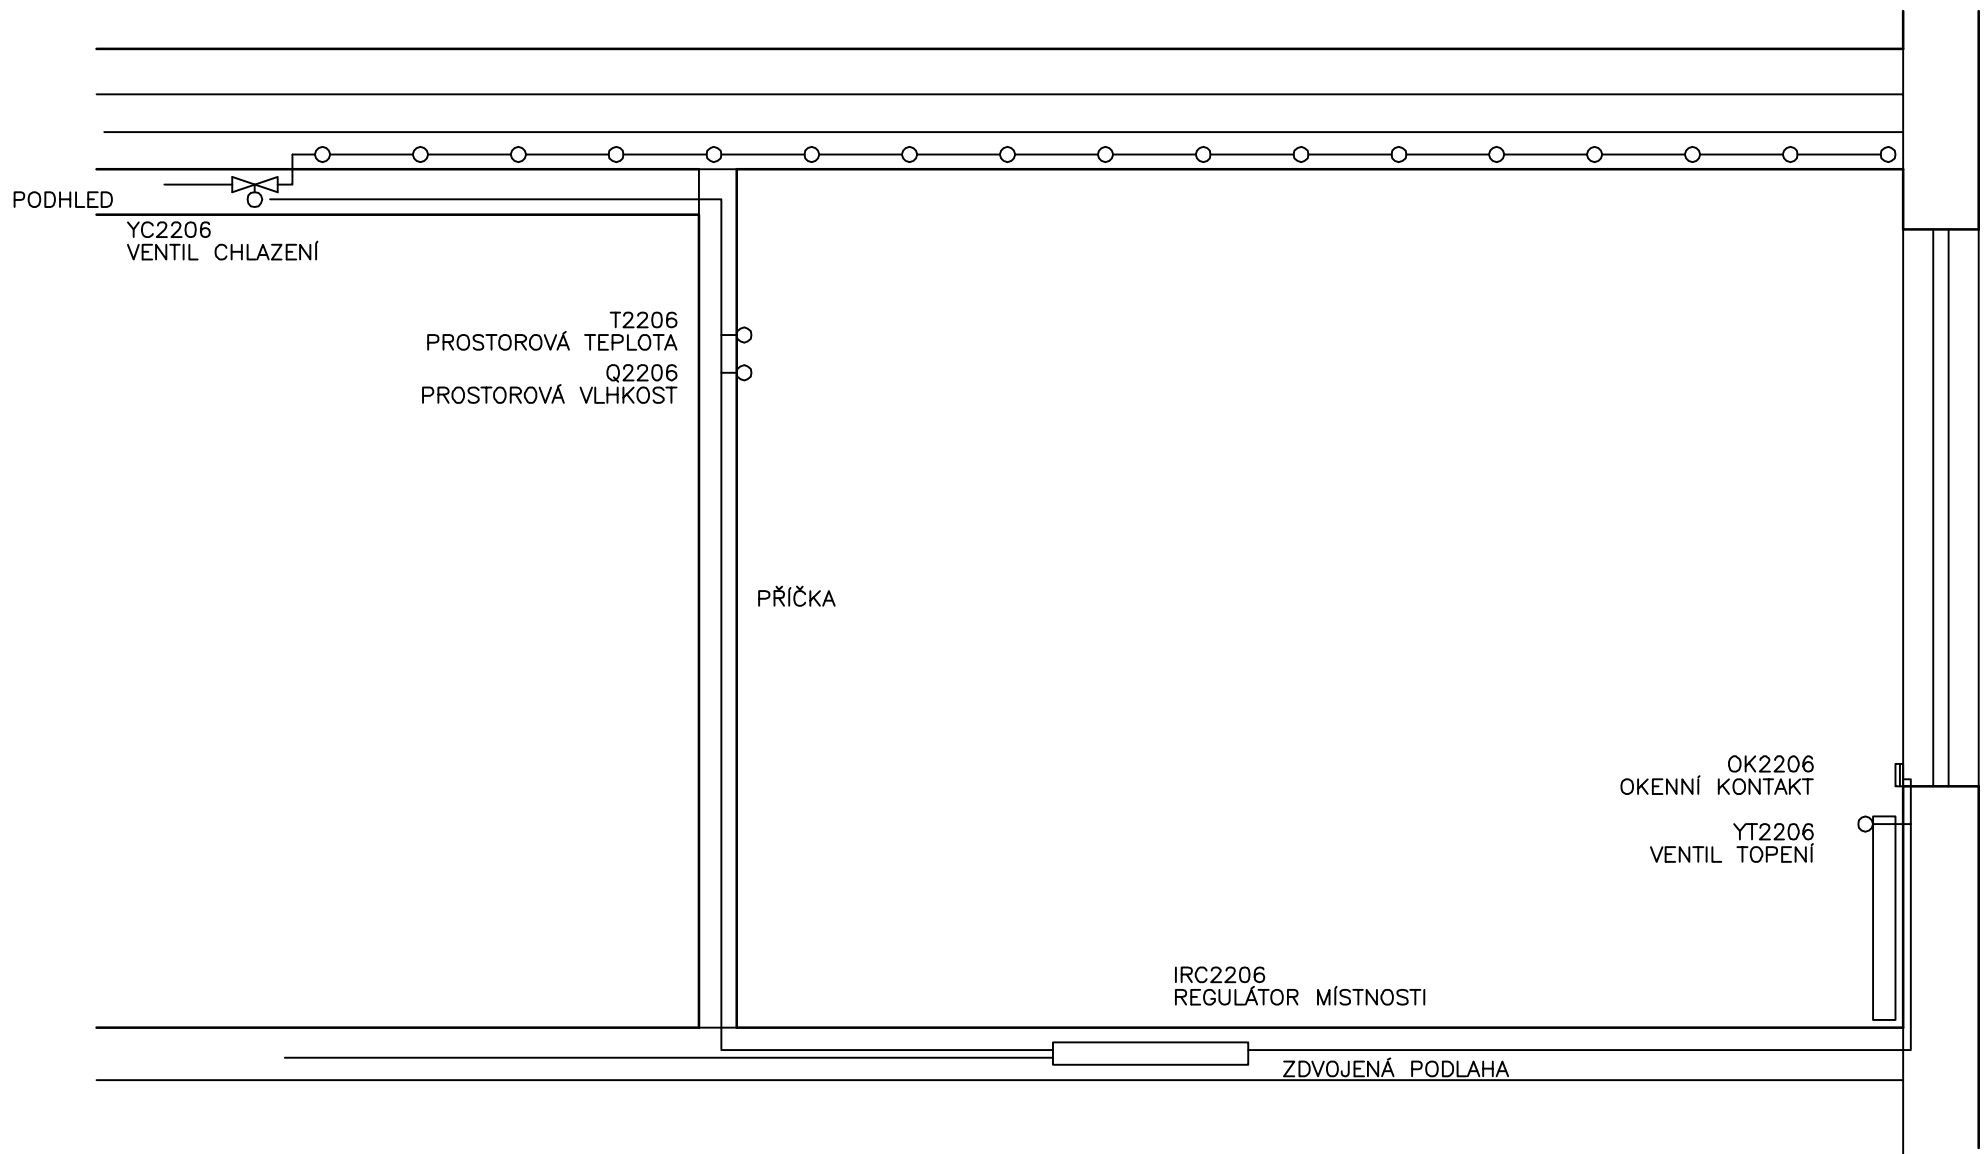 PODHLED
YC2206
VENTIL CHLAZENÍ
T2206
PROSTOROVÁ TEPLOTA
Q2206
PROSTOROVÁ VLHKOST
PŘÍČKA
OK2206
OKENNÍ KONTAKT
YT2206
VENTIL TOPENÍ
IRC2206
REGULÁTOR MÍSTNOSTI
ZDVOJENÁ PODLAHA